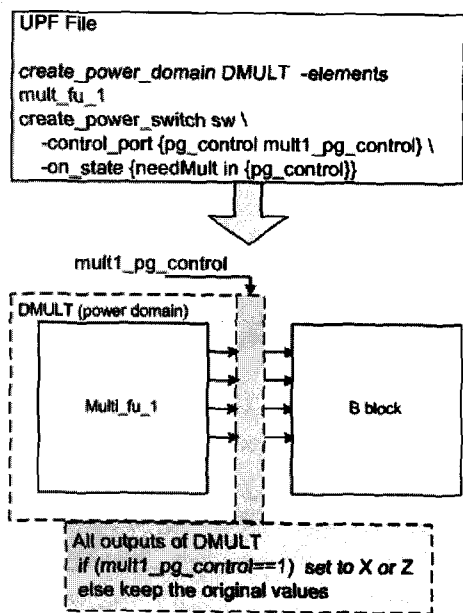 UPF File
create_power_domain DMULT -elements
mult_fu_1
create_power_switch sw \
-control_port {pg_control mult1_pg_control} \
-on_state {needMult in {pg_control}}
mult1_pg_control
DMULT (power domain)
Multi_fu_1
B block
All outputs of DMULT
if (mult1_pg_control==1) set to X or Z
else keep the original values